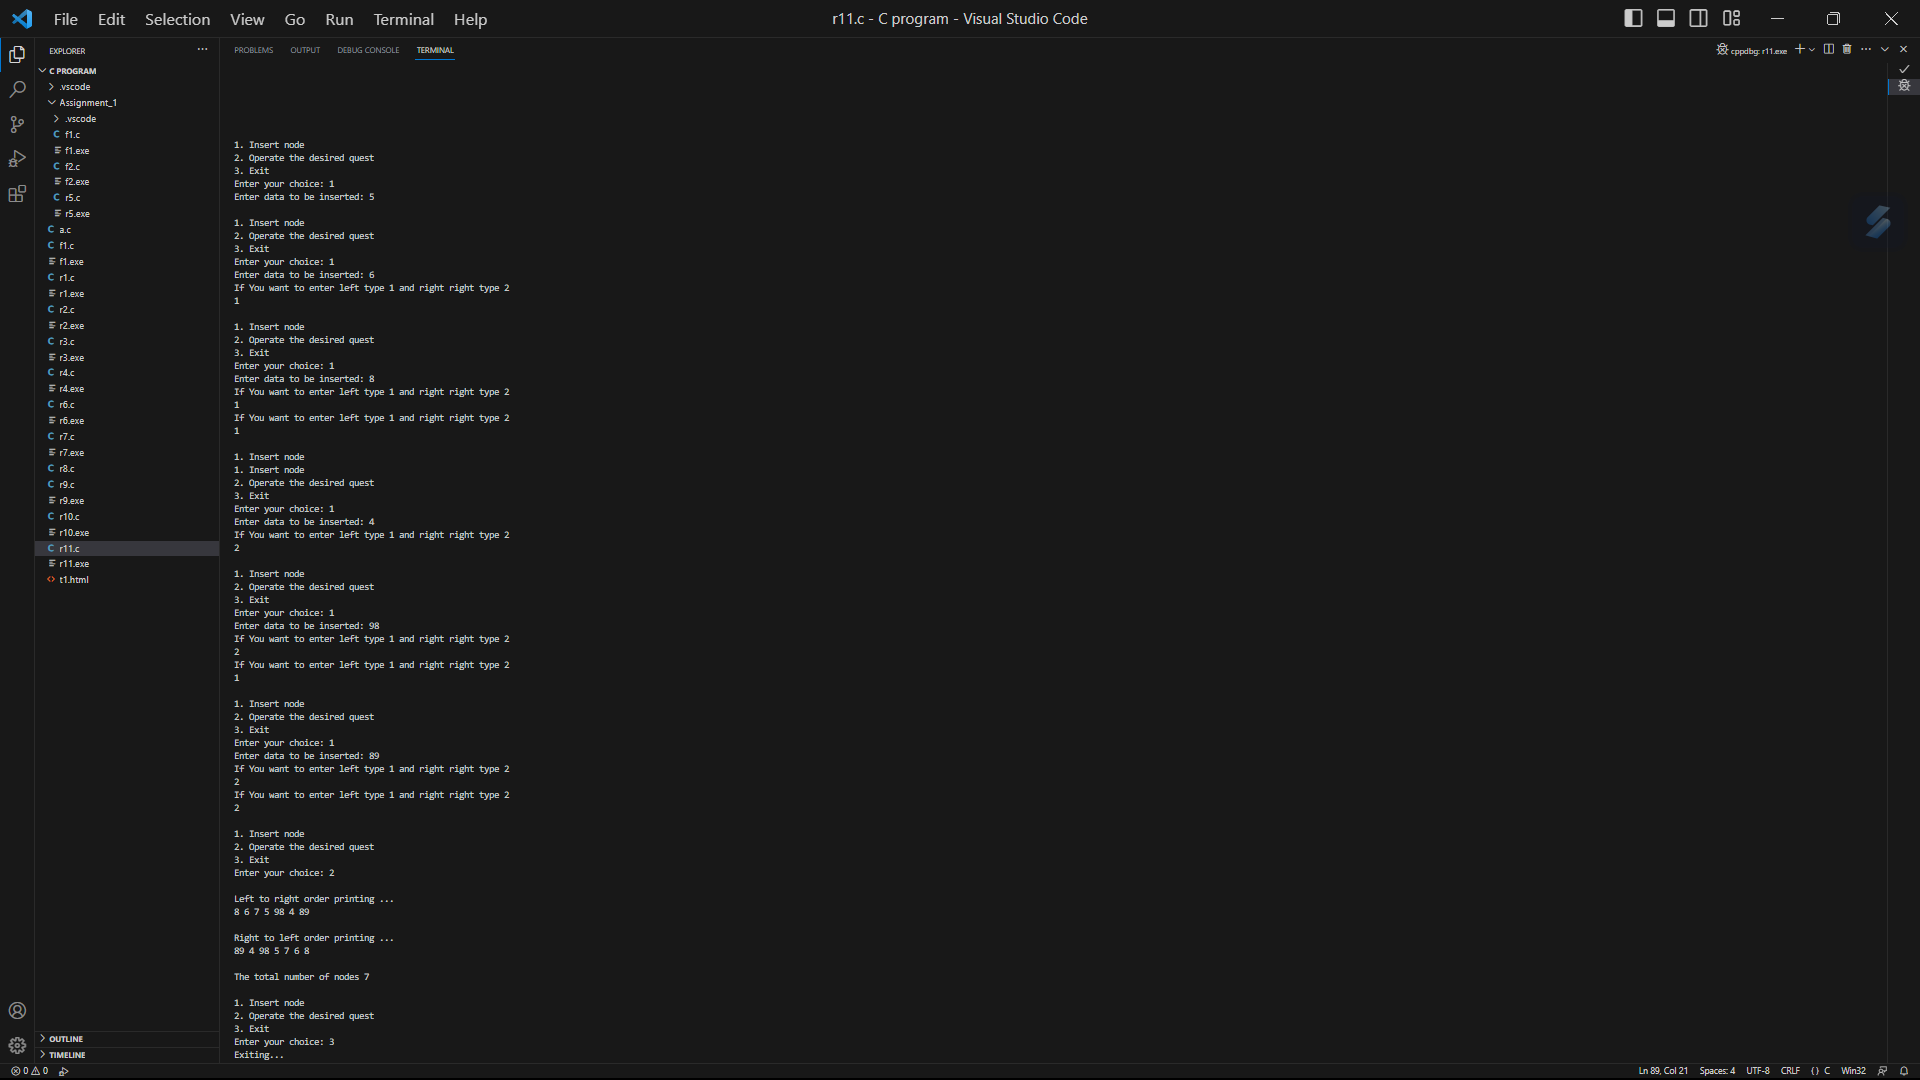 File Edit Selection View Go Run Terminal Help
r11.c - C program - Visual Studio Code
EXPLORER
C PROGRAM
.vscode
Assignment_1
.vscode
f1.c
f1.exe
f2.c
f2.exe
r5.c
r5.exe
a.c
f1.c
f1.exe
r1.c
r1.exe
r2.c
r2.exe
r3.c
r3.exe
r4.c
r4.exe
r6.c
r6.exe
r7.c
r7.exe
r8.c
r9.c
r9.exe
r10.c
r10.exe
r11.c
r11.exe
t1.html
OUTLINE
TIMELINE
PROBLEMS OUTPUT DEBUG CONSOLE TERMINAL
cppdbg: r11.exe
1. Insert node
2. Operate the desired quest
3. Exit
Enter your choice: 1
Enter data to be inserted: 5
1. Insert node
2. Operate the desired quest
3. Exit
Enter your choice: 1
Enter data to be inserted: 6
If You want to enter left type 1 and right right type 2
1
1. Insert node
2. Operate the desired quest
3. Exit
Enter your choice: 1
Enter data to be inserted: 8
If You want to enter left type 1 and right right type 2
1
If You want to enter left type 1 and right right type 2
1
1. Insert node
1. Insert node
2. Operate the desired quest
3. Exit
Enter your choice: 1
Enter data to be inserted: 4
If You want to enter left type 1 and right right type 2
2
1. Insert node
2. Operate the desired quest
3. Exit
Enter your choice: 1
Enter data to be inserted: 98
If You want to enter left type 1 and right right type 2
2
If You want to enter left type 1 and right right type 2
1
1. Insert node
2. Operate the desired quest
3. Exit
Enter your choice: 1
Enter data to be inserted: 89
If You want to enter left type 1 and right right type 2
2
If You want to enter left type 1 and right right type 2
2
1. Insert node
2. Operate the desired quest
3. Exit
Enter your choice: 2
Left to right order printing ...
8 6 7 5 98 4 89
Right to left order printing ...
89 4 98 5 7 6 8
The total number of nodes 7
1. Insert node
2. Operate the desired quest
3. Exit
Enter your choice: 3
Exiting...
0 0
Ln 89, Col 21 Spaces: 4 UTF-8 CRLF {} C Win32